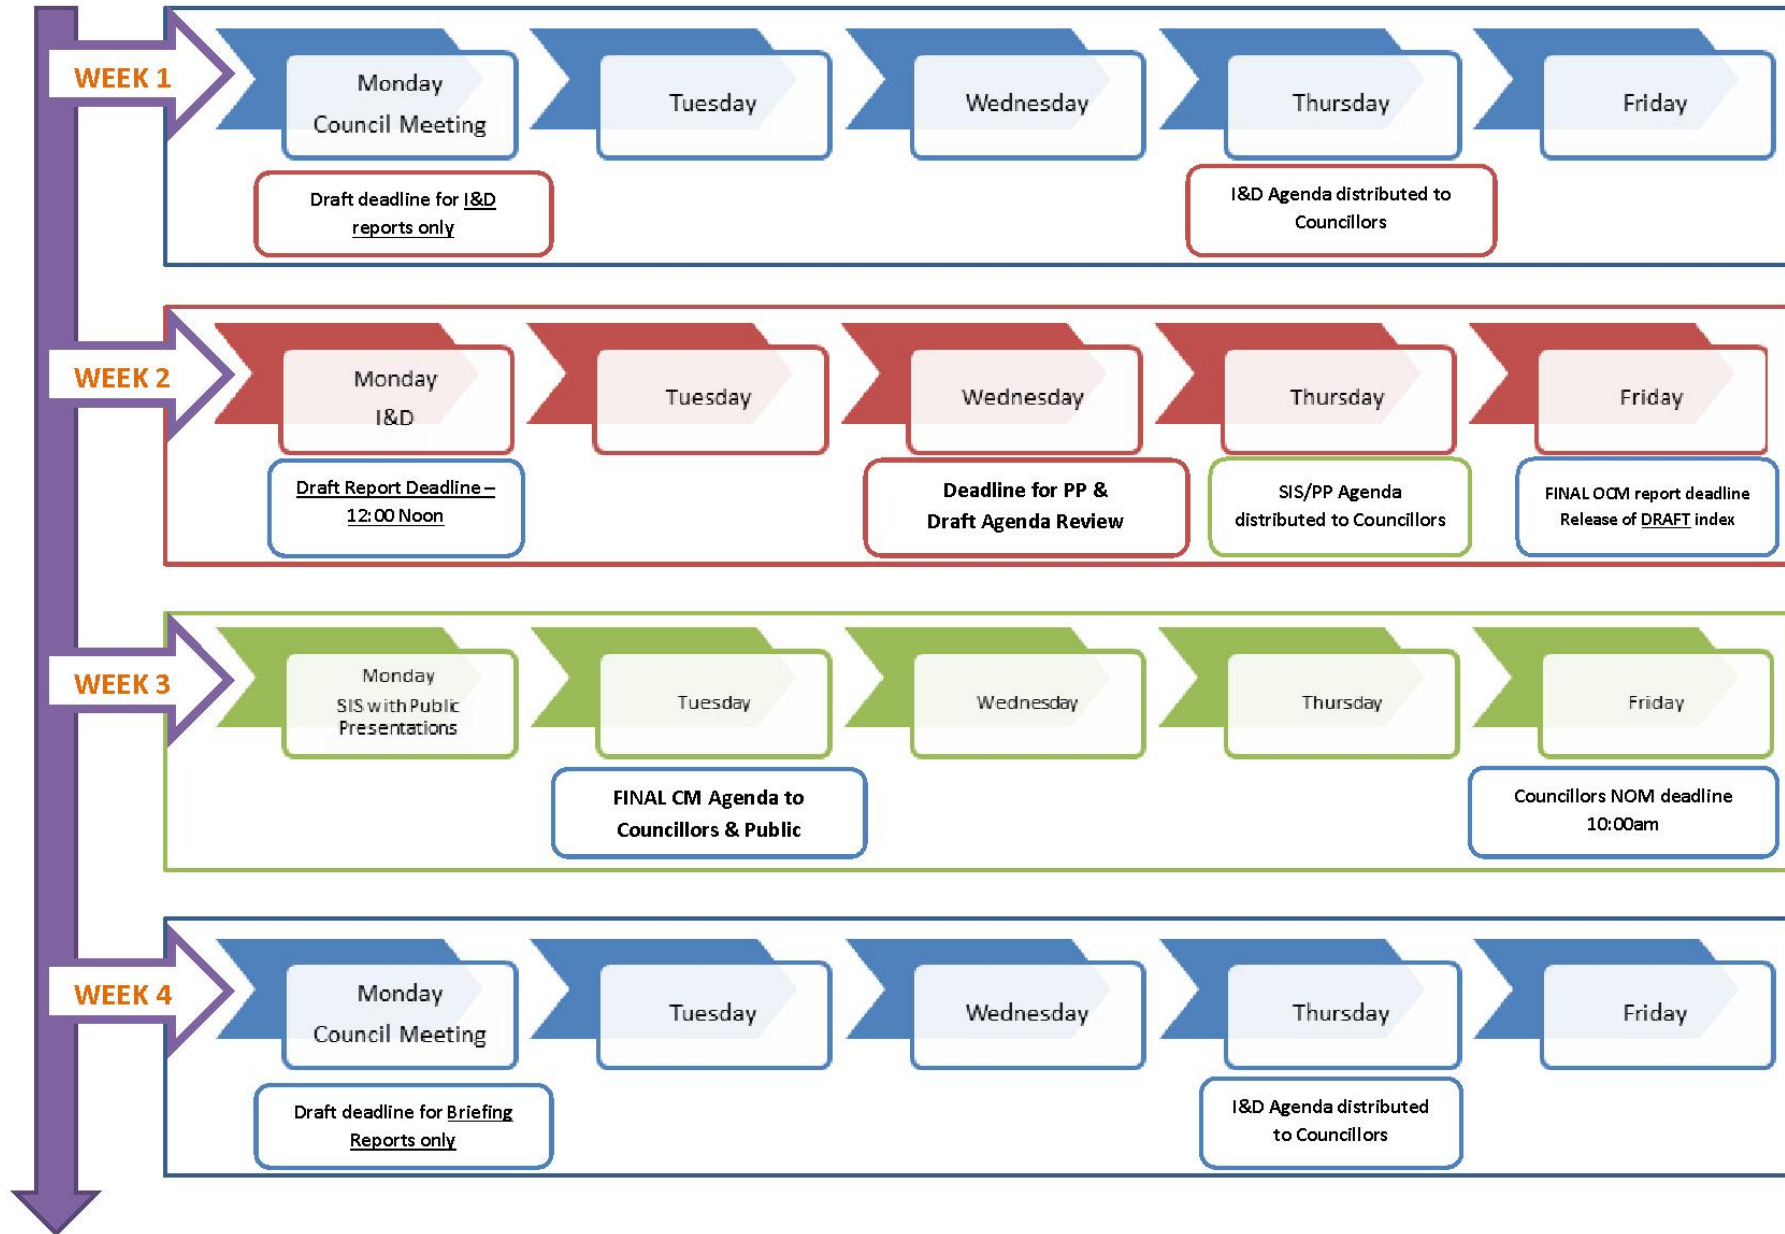 WEEK 1
Monday
Council Meeting
Tuesday
Wednesday
Thursday
Friday
Draft deadline for I&D
reports only
I&D Agenda distributed to
Councillors
WEEK 2
Monday
I&D
Tuesday
Wednesday
Thursday
Friday
Draft Report Deadline –
12:00 Noon
Deadline for PP &
Draft Agenda Review
SIS/PP Agenda
distributed to Councillors
FINAL OCM report deadline
Release of DRAFT index
WEEK 3
Monday
SIS with Public
Presentations
Tuesday
Wednesday
Thursday
Friday
FINAL CM Agenda to
Councillors & Public
Councillors NOM deadline
10:00am
WEEK 4
Monday
Council Meeting
Tuesday
Wednesday
Thursday
Friday
Draft deadline for Briefing
Reports only
I&D Agenda distributed
to Councillors